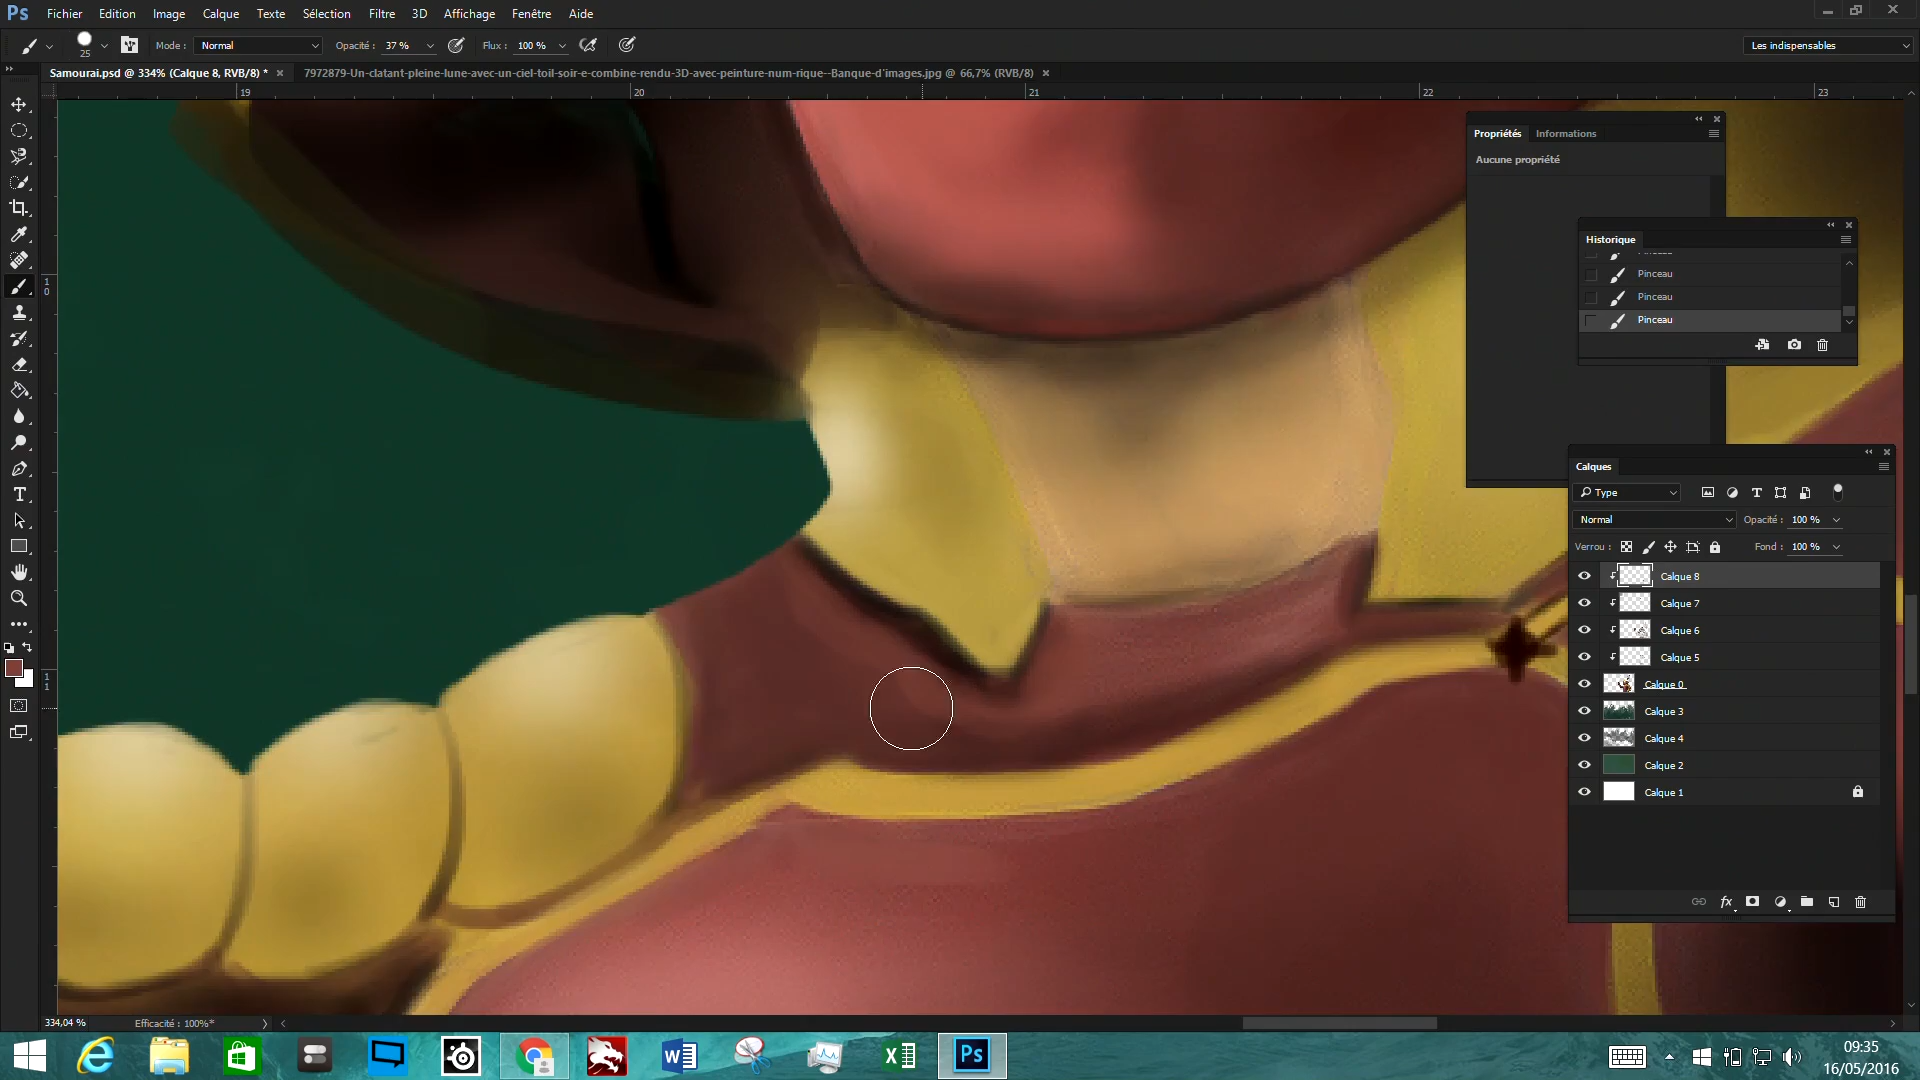 Ps Fichier Edition Image Calque Texte Sélection Filtre 3D Affichage Fenêtre Aide
25 Mode : Normal Opacité : 37 % Flux : 100 % Les indispensables
Samourai.psd @ 334% (Calque 8, RVB/8) * × 7972879-Un-clatant-pleine-lune-avec-un-ciel-toil-soir-e-combine-rendu-3D-avec-peinture-num-rique--Banque-d'images.jpg @ 66,7% (RVB/8) ×
19 20 21 22 23
Propriétés Informations
Aucune propriété
Historique
Pinceau
Pinceau
Pinceau
10
11
Calques
Type
Normal Opacité : 100 %
Verrou : Fond : 100 %
Calque 8
Calque 7
Calque 6
Calque 5
Calque 0
Calque 3
Calque 4
Calque 2
Calque 1
fx
334,04 % Efficacité : 100%*
09:35
16/05/2016